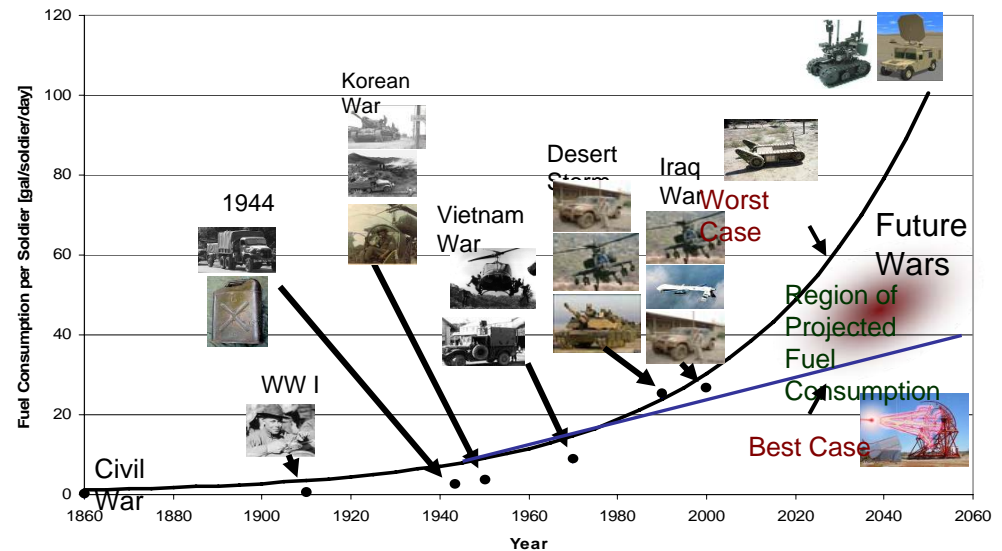 120
100
80
60
40
20
0
Fuel Consumption per Soldier [gal/soldier/day]
Civil
War
WW I
1944
Korean
War
Vietnam
War
Desert
Storm
Iraq
War
Worst
Case
Future
Wars
Region of
Projected
Fuel
Consumption
Best Case
1860
1880
1900
1920
1940
1960
1980
2000
2020
2040
2060
Year